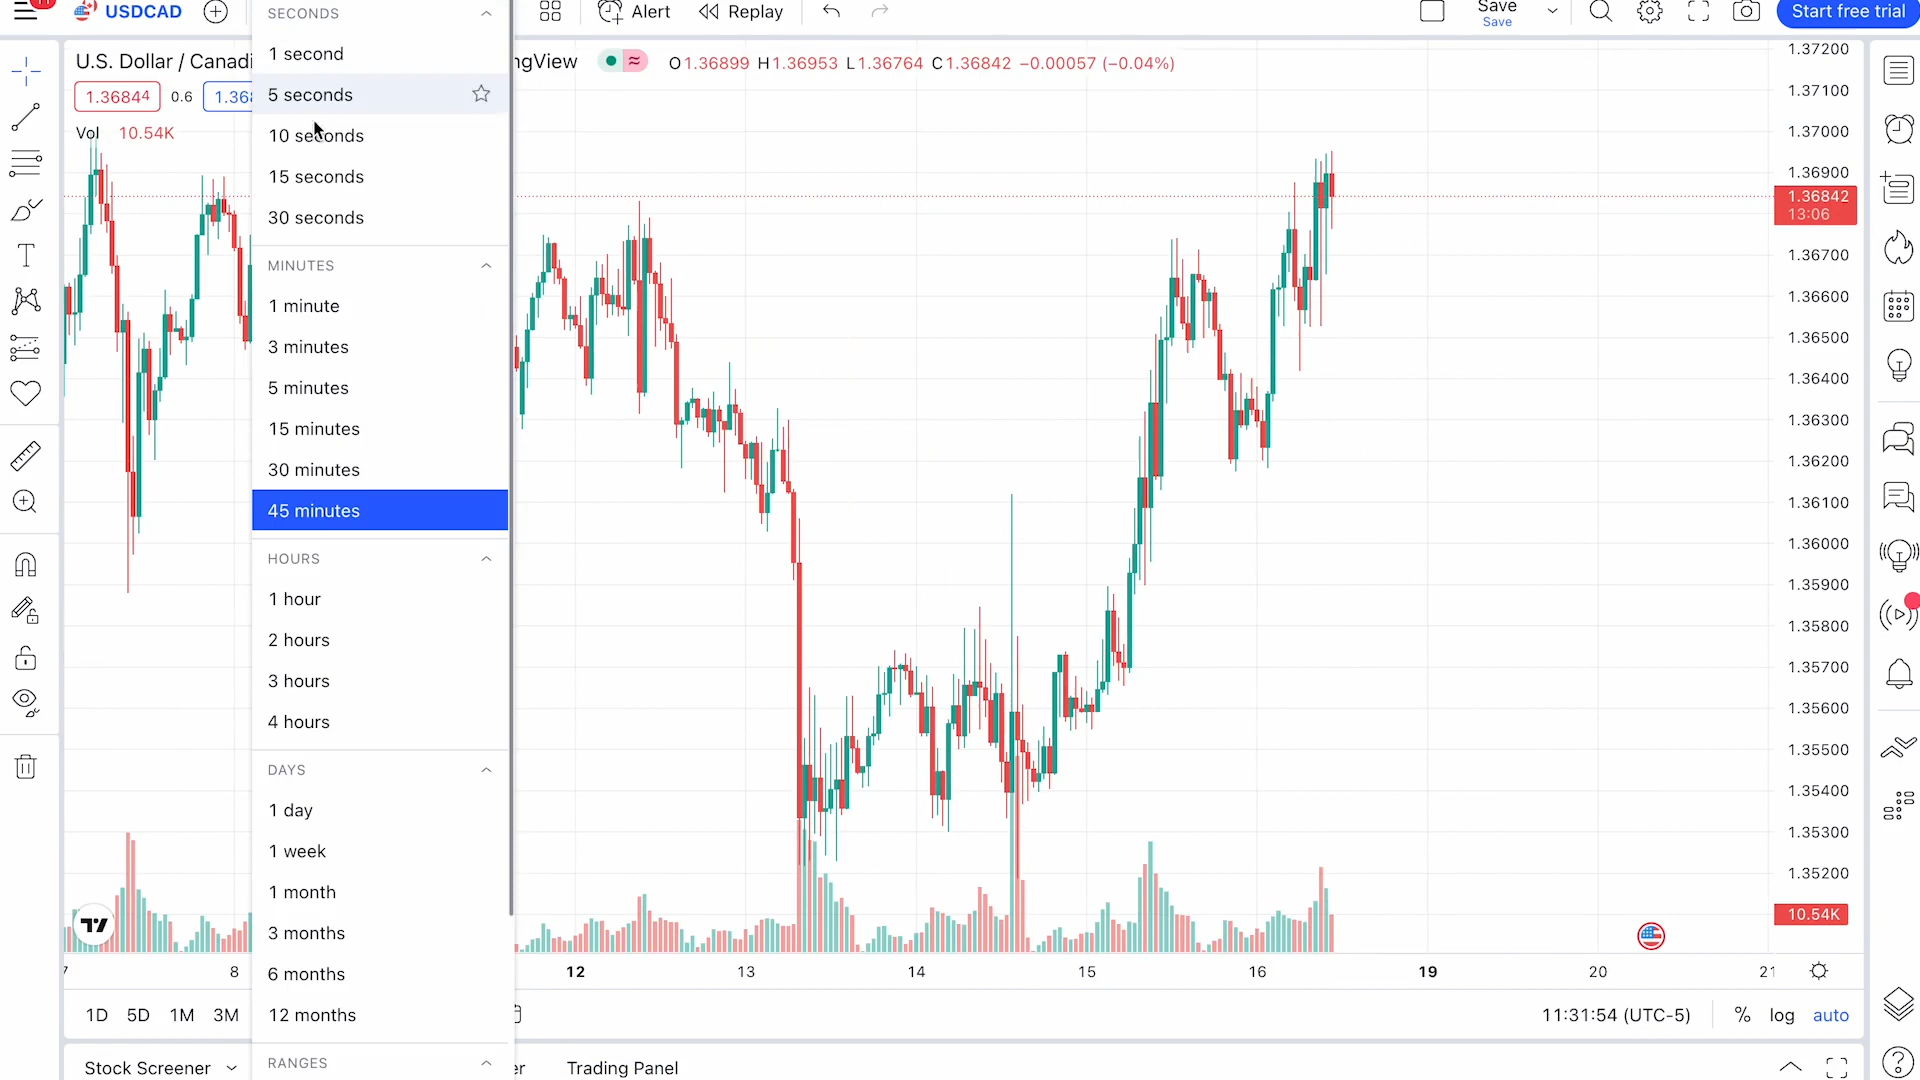 11
USDCAD
Alert
Replay
Save
Save
Start free trial
U.S. Dollar / Canadi
ngView
O1.36899 H1.36953 L1.36764 C1.36842 −0.00057 (−0.04%)
1.36844
0.6
1.368
Vol 10.54K
SECONDS
1 second
5 seconds
10 seconds
15 seconds
30 seconds
MINUTES
1 minute
3 minutes
5 minutes
15 minutes
30 minutes
45 minutes
HOURS
1 hour
2 hours
3 hours
4 hours
DAYS
1 day
1 week
1 month
3 months
6 months
12 months
RANGES
1.37200
1.37100
1.37000
1.36900
1.36842
13:06
1.36700
1.36600
1.36500
1.36400
1.36300
1.36200
1.36100
1.36000
1.35900
1.35800
1.35700
1.35600
1.35500
1.35400
1.35300
1.35200
10.54K
7 8 12 13 14 15 16 19 20 21
1D 5D 1M 3M
11:31:54 (UTC-5) % log auto
Stock Screener
er
Trading Panel